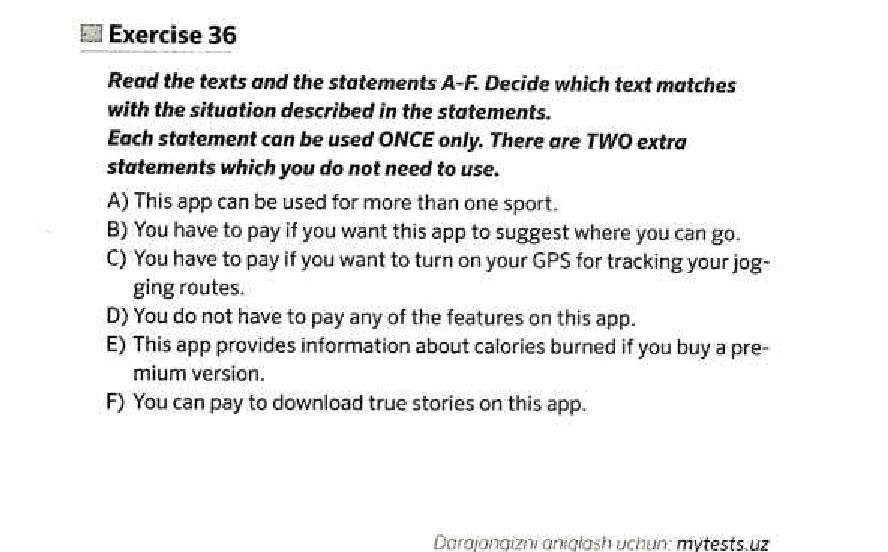 Exercise 36
Read the texts and the statements A-F. Decide which text matches
with the situation described in the statements.
Each statement can be used ONCE only. There are TWO extra
statements which you do not need to use.
A) This app can be used for more than one sport.
B) You have to pay if you want this app to suggest where you can go.
C) You have to pay if you want to turn on your GPS for tracking your jog-
ging routes.
D) You do not have to pay any of the features on this app.
E) This app provides information about calories burned if you buy a pre-
mium version.
F) You can pay to download true stories on this app.
Darajangizni aniqlash uchun: mytests.uz